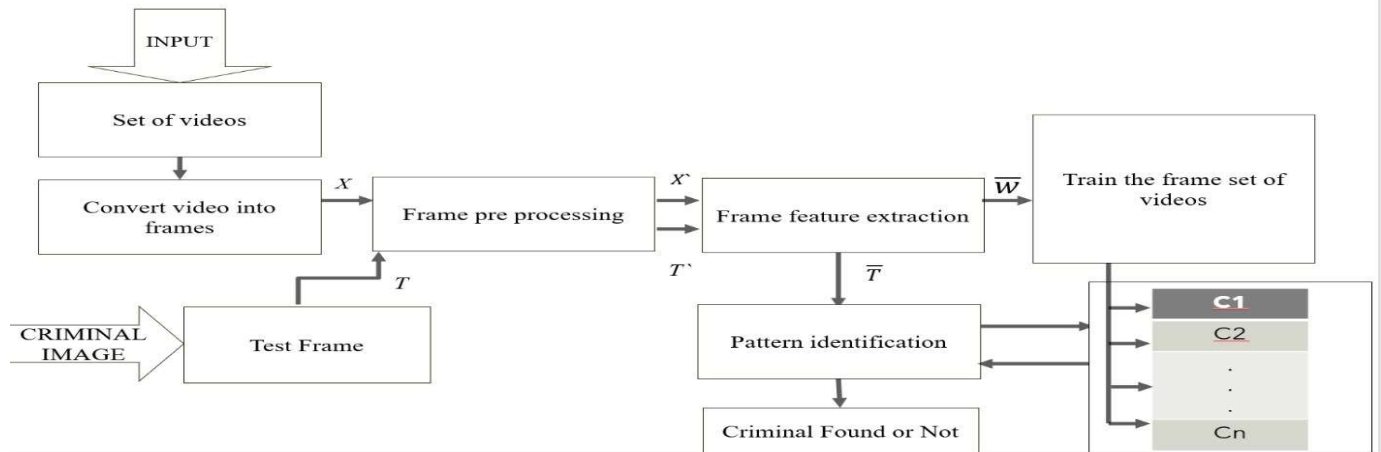 INPUT
Set of videos
Convert video into
frames
X
Frame pre processing
X`
T`
Frame feature extraction
W̅
Train the frame set of
videos
CRIMINAL
IMAGE
Test Frame
T
T̅
Pattern identification
Criminal Found or Not
C1
C2
.
.
.
Cn